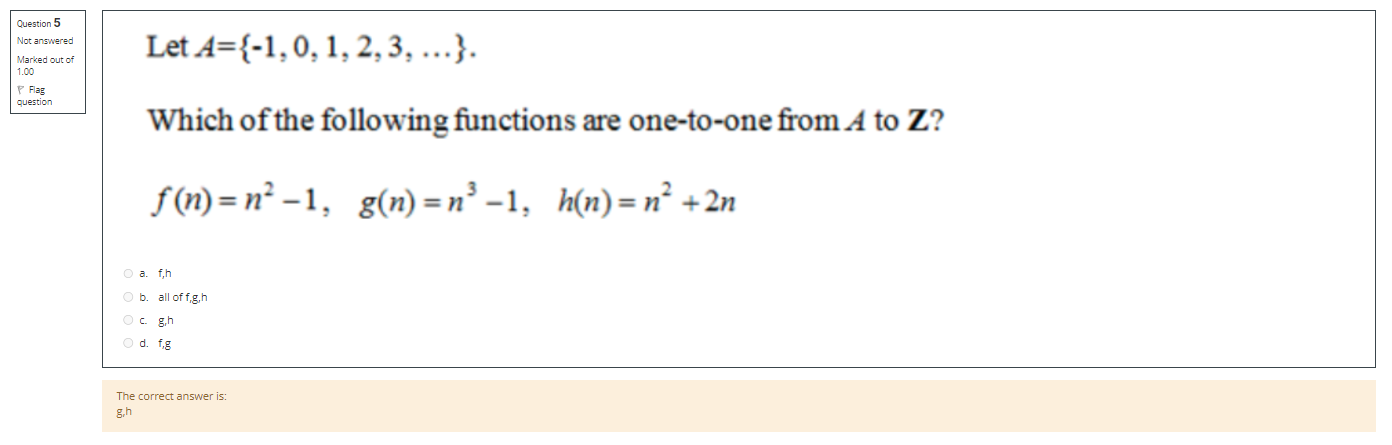 Question 5
Not answered
Marked out of
1.00
Flag
question
Let A={-1, 0, 1, 2, 3, ...}.
Which of the following functions are one-to-one from A to Z?
f(n) = n² – 1, g(n) = n³ – 1, h(n) = n² + 2n
a. f,h
b. all of f,g,h
c. g,h
d. f,g
The correct answer is:
g,h